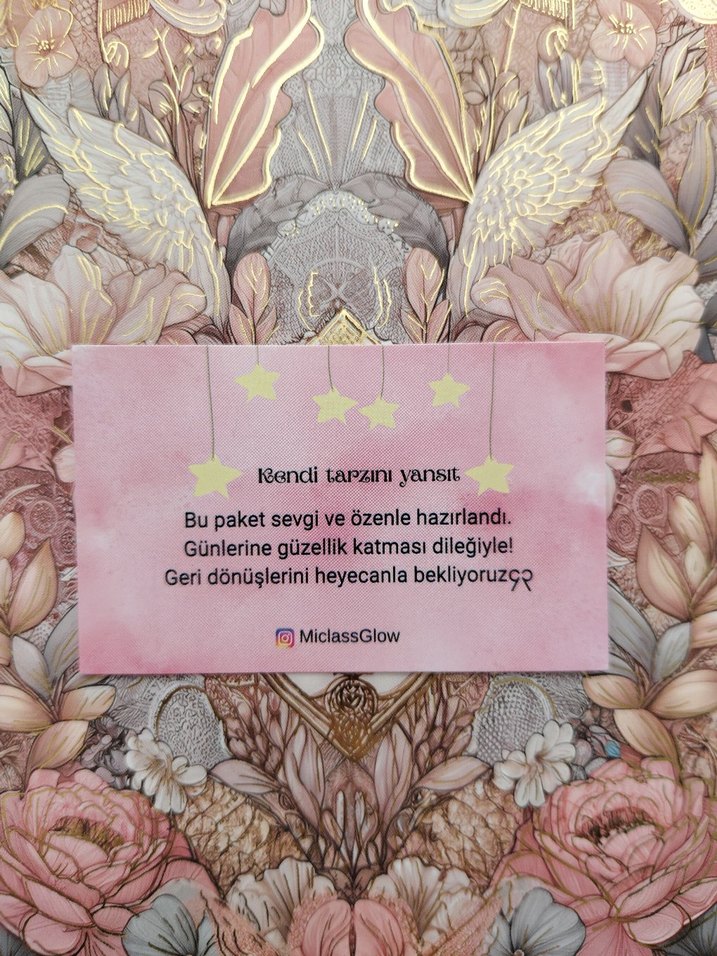 Kendi tarzını yansıt
Bu paket sevgi ve özenle hazırlandı.
Günlerine güzellik katması dileğiyle!
Geri dönüşlerini heyecanla bekliyoruz
MiclassGlow